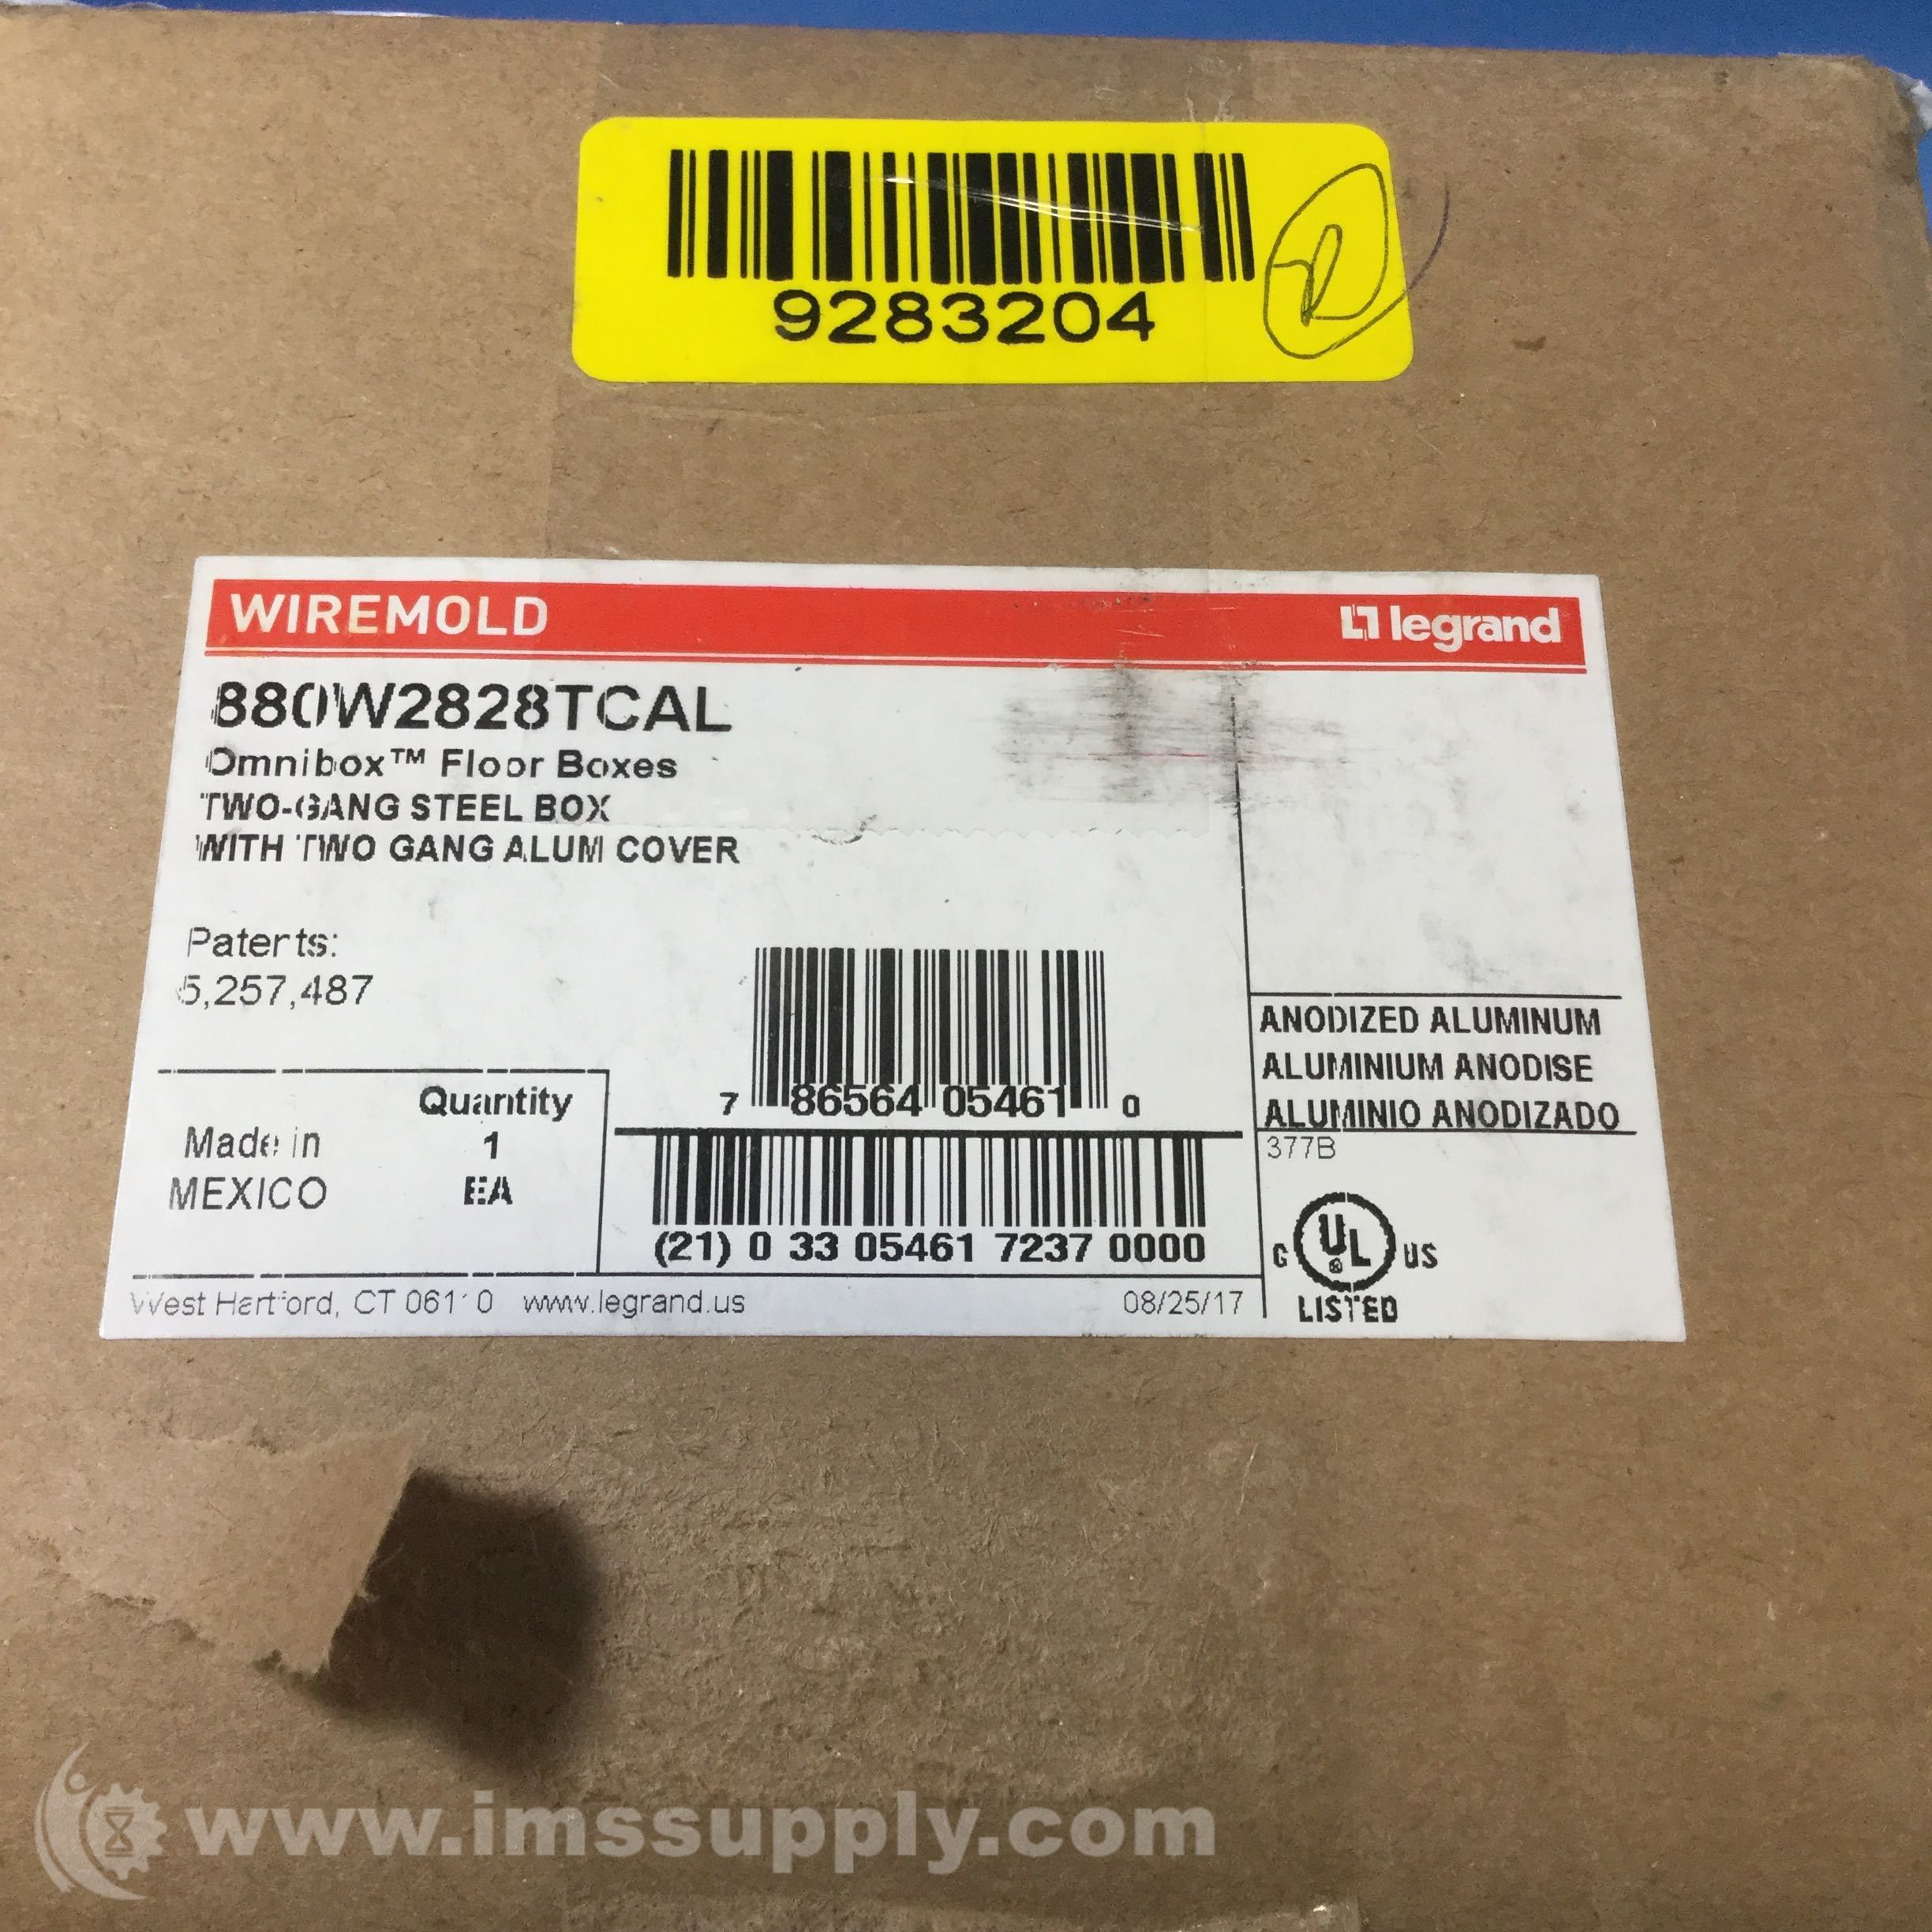 9283204
WIREMOLD
legrand
880W2828TCAL
Omnibox™ Floor Boxes
TWO-GANG STEEL BOX
WITH TWO GANG ALUM COVER
Patents:
5,257,487
ANODIZED ALUMINUM
ALUMINIUM ANODISE
ALUMINIO ANODIZADO
7 86564 05461 0
Quantity
1
EA
Made in
MEXICO
(21) 0 33 05461 7237 0000
377B
C UL ® US
LISTED
West Hartford, CT 06110 www.legrand.us 08/25/17
www.imssupply.com